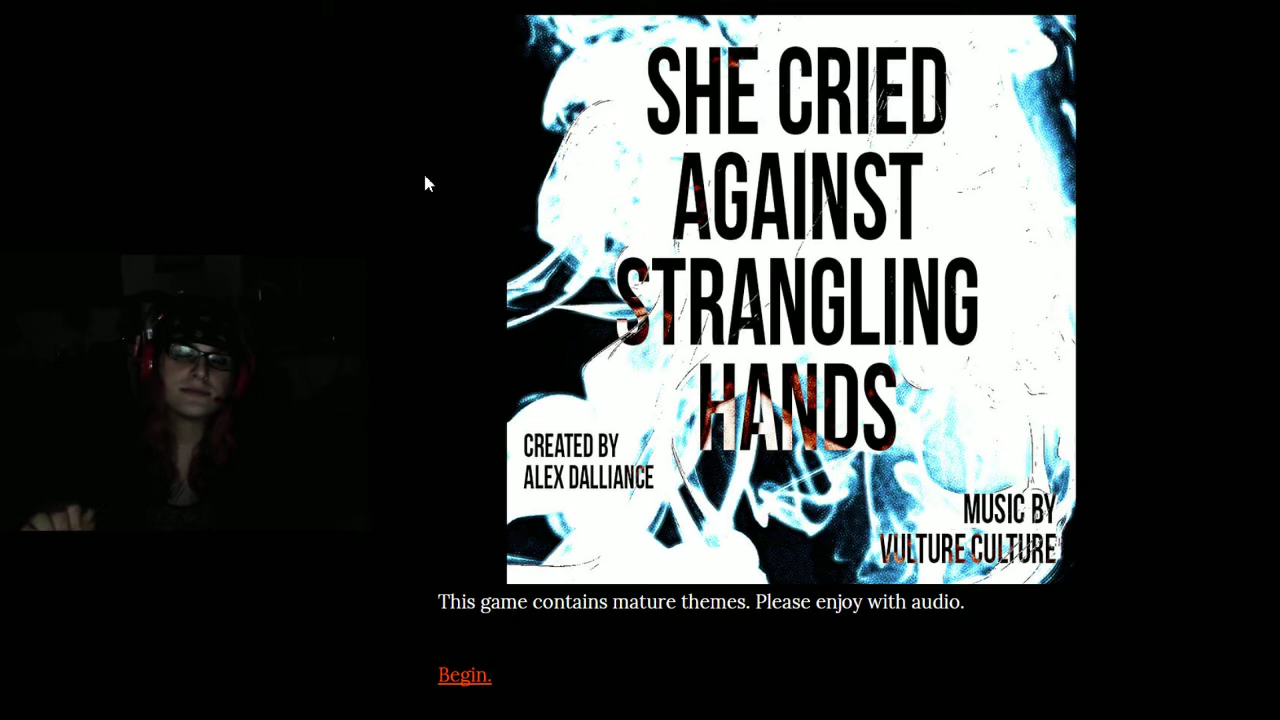 SHE CRIED
AGAINST
STRANGLING
HANDS
CREATED BY
ALEX DALLIANCE
MUSIC BY
VULTURE CULTURE
This game contains mature themes. Please enjoy with audio.
Begin.